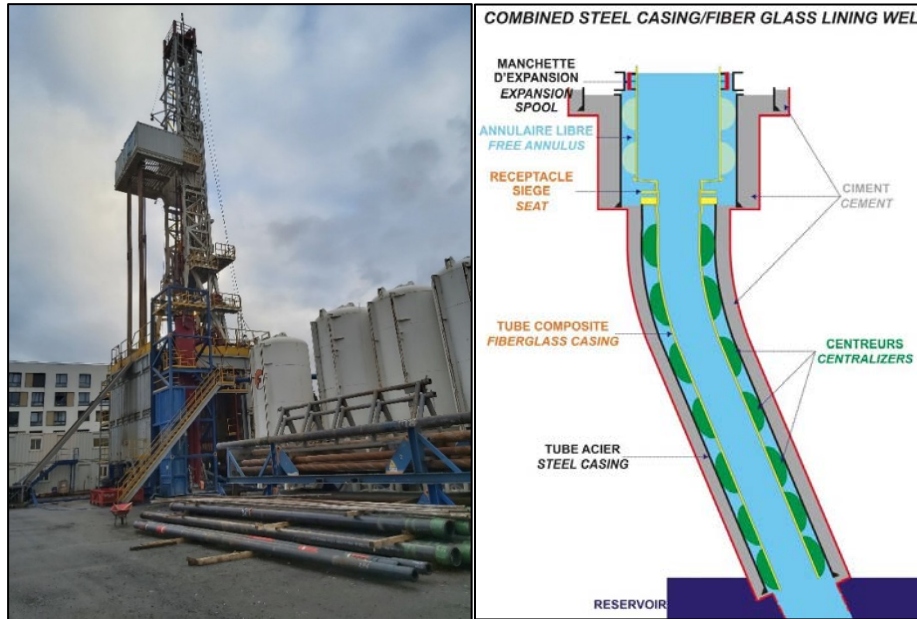 COMBINED STEEL CASING/FIBER GLASS LINING WEL
MANCHETTE
D'EXPANSION
EXPANSION
SPOOL
ANNULAIRE LIBRE
FREE ANNULUS
RECEPTACLE
SIEGE
SEAT
CIMENT
CEMENT
TUBE COMPOSITE
FIBERGLASS CASING
CENTREURS
CENTRALIZERS
TUBE ACIER
STEEL CASING
RESERVOIR